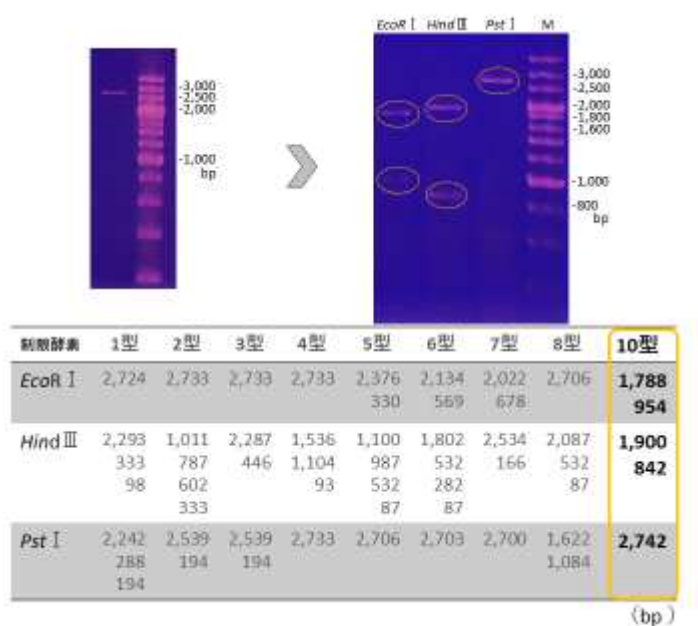 EcoR I HindⅢ Pst I M
-3,000
-2,500
-2,000
-1,000
bp
-3,000
-2,500
-2,000
-1,800
-1,600
-1,000
-800
bp
制限酵素 1型 2型 3型 4型 5型 6型 7型 8型 10型
EcoR I 2,724 2,733 2,733 2,733 2,376 2,134 2,022 2,706 1,788
330 569 678 954
Hind Ⅲ 2,293 1,011 2,287 1,536 1,100 1,802 2,534 2,087 1,900
333 787 446 1,104 987 532 166 532 842
98 602 93 532 282 87
333 87 87
Pst I 2,242 2,539 2,539 2,733 2,706 2,703 2,700 1,622 2,742
288 194 194 1,084
194
(bp)